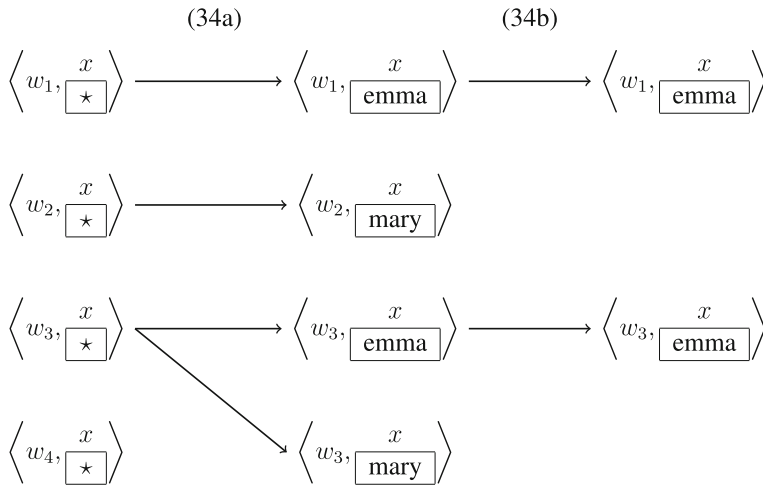 (34a) (34b)
⟨w₁, x ⋆⟩ ⟨w₁, x emma⟩ ⟨w₁, x emma⟩
⟨w₂, x ⋆⟩ ⟨w₂, x mary⟩
⟨w₃, x ⋆⟩ ⟨w₃, x emma⟩ ⟨w₃, x emma⟩
⟨w₄, x ⋆⟩ ⟨w₃, x mary⟩